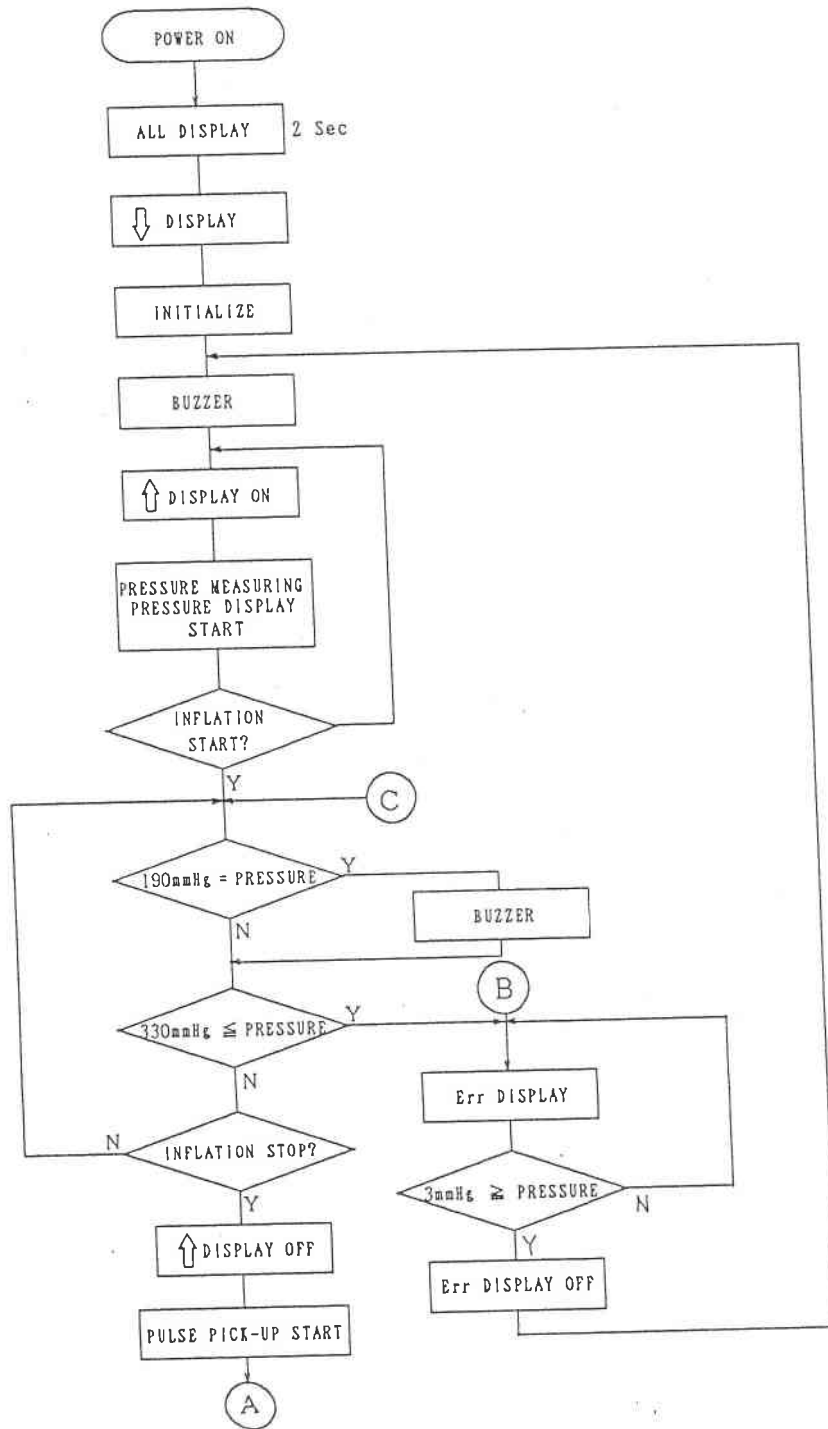 POWER ON
ALL DISPLAY
2 Sec
⇩ DISPLAY
INITIALIZE
BUZZER
⇧ DISPLAY ON
PRESSURE MEASURING
PRESSURE DISPLAY
START
INFLATION
START?
Y
C
190mmHg = PRESSURE
Y
N
BUZZER
B
330mmHg ≦ PRESSURE
Y
N
Err DISPLAY
INFLATION STOP?
N
Y
3mmHg ≧ PRESSURE
N
Y
⇧ DISPLAY OFF
Err DISPLAY OFF
PULSE PICK-UP START
A